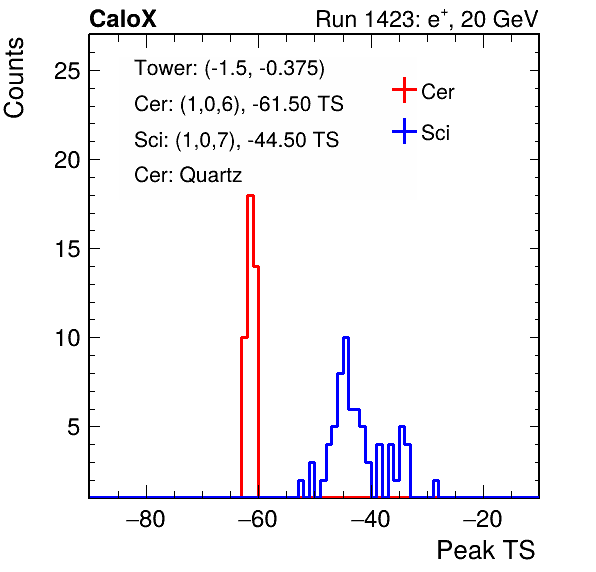 CaloX
Run 1423: e⁺, 20 GeV
Counts
Tower: (-1.5, -0.375)
Cer: (1,0,6), -61.50 TS
Sci: (1,0,7), -44.50 TS
Cer: Quartz
Cer
Sci
25
20
15
10
5
−80
−60
−40
−20
Peak TS